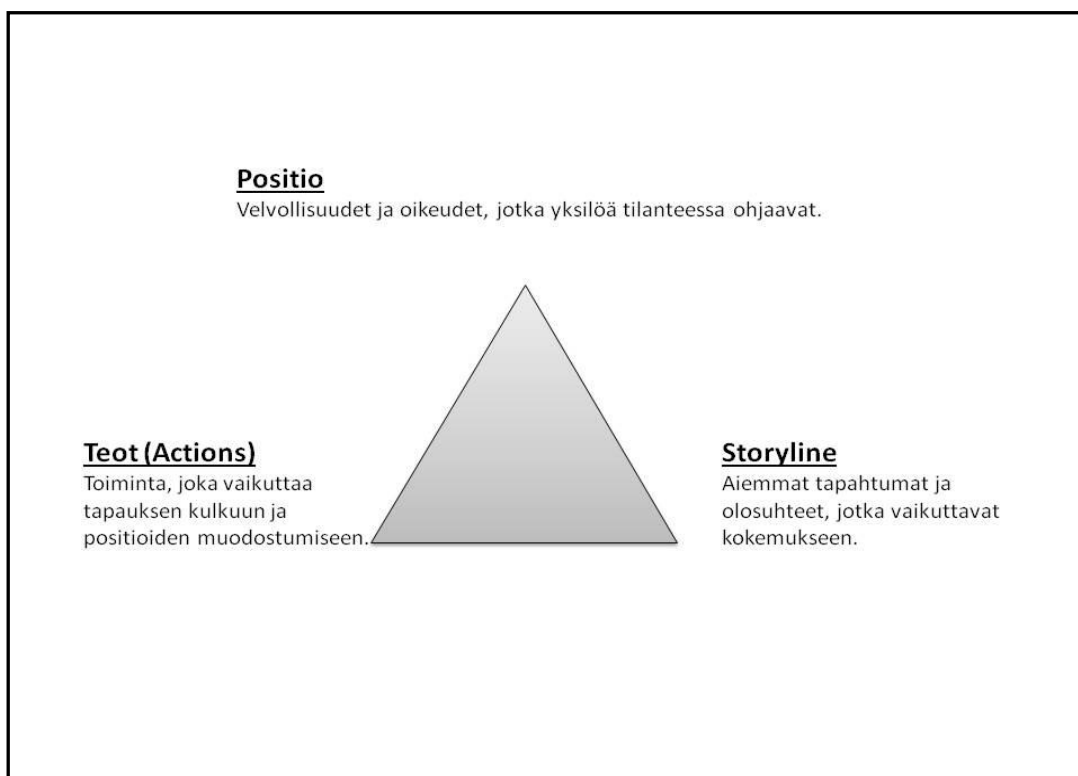 Positio
Velvollisuudet ja oikeudet, jotka yksilöä tilanteessa ohjaavat.
Teot (Actions)
Toiminta, joka vaikuttaa
tapauksen kulkuun ja
positioiden muodostumiseen.
Storyline
Aiemmat tapahtumat ja
olosuhteet, jotka vaikuttavat
kokemukseen.